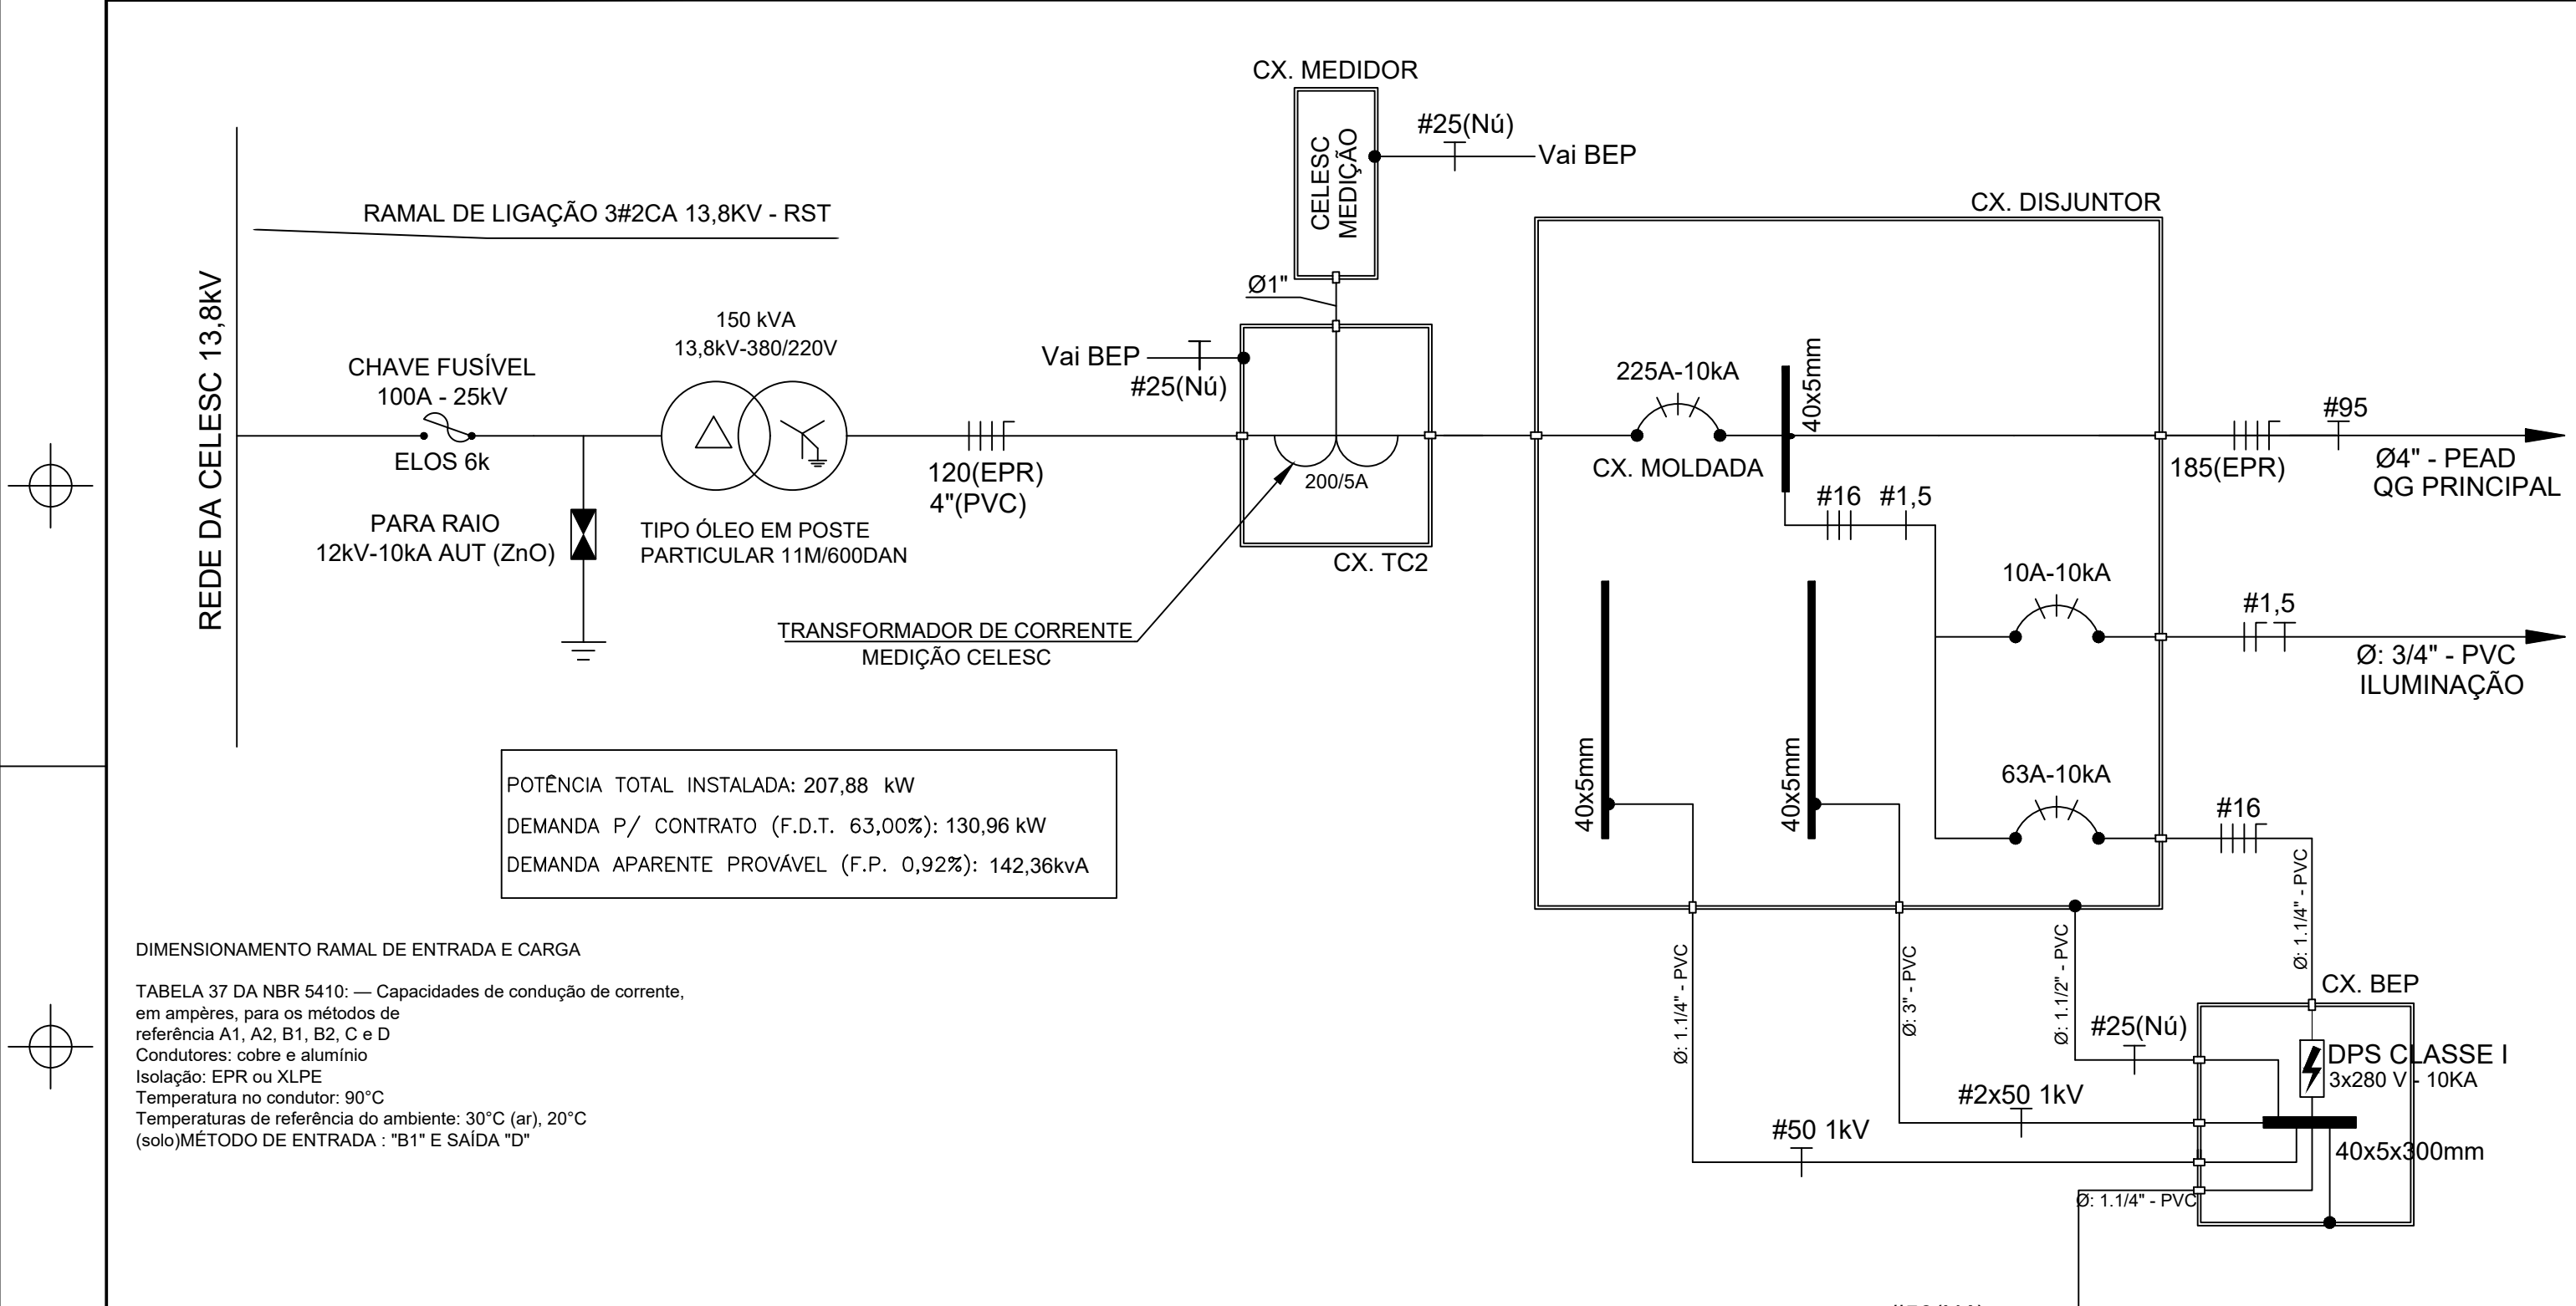 CX. MEDIDOR
CELESC
MEDIÇÃO
#25(Nú)
Vai BEP
CX. DISJUNTOR
RAMAL DE LIGAÇÃO 3#2CA 13,8KV - RST
REDE DA CELESC 13,8kV
Ø1"
150 kVA
13,8kV-380/220V
CHAVE FUSÍVEL
100A - 25kV
ELOS 6k
Vai BEP
#25(Nú)
225A-10kA
CX. MOLDADA
40x5mm
#95
185(EPR)
Ø4" - PEAD
QG PRINCIPAL
120(EPR)
4"(PVC)
200/5A
CX. TC2
PARA RAIO
12kV-10kA AUT (ZnO)
TIPO ÓLEO EM POSTE
PARTICULAR 11M/600DAN
#16
#1,5
10A-10kA
#1,5
Ø: 3/4" - PVC
ILUMINAÇÃO
TRANSFORMADOR DE CORRENTE
MEDIÇÃO CELESC
40x5mm
40x5mm
63A-10kA
#16
POTÊNCIA TOTAL INSTALADA: 207,88 kW
DEMANDA P/ CONTRATO (F.D.T. 63,00%): 130,96 kW
DEMANDA APARENTE PROVÁVEL (F.P. 0,92%): 142,36kvA
Ø: 1.1/4" - PVC
Ø: 3" - PVC
Ø: 1.1/2" - PVC
Ø: 1.1/4" - PVC
CX. BEP
#25(Nú)
DPS CLASSE I
3x280 V - 10KA
#2x50 1kV
#50 1kV
40x5x300mm
Ø: 1.1/4" - PVC
DIMENSIONAMENTO RAMAL DE ENTRADA E CARGA
TABELA 37 DA NBR 5410: — Capacidades de condução de corrente,
em ampères, para os métodos de
referência A1, A2, B1, B2, C e D
Condutores: cobre e alumínio
Isolação: EPR ou XLPE
Temperatura no condutor: 90°C
Temperaturas de referência do ambiente: 30°C (ar), 20°C
(solo)MÉTODO DE ENTRADA : "B1" E SAÍDA "D"